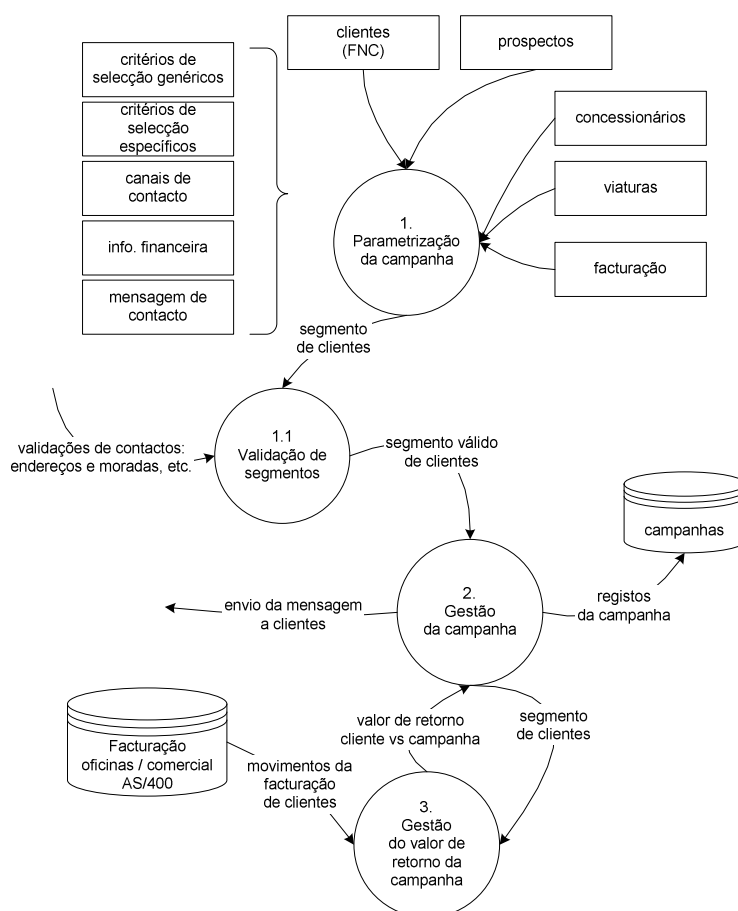 clientes
(FNC)
prospectos
critérios de
selecção genéricos
critérios de
selecção
específicos
canais de
contacto
info. financeira
mensagem de
contacto
concessionários
viaturas
facturação
1.
Parametrização
da campanha
segmento
de clientes
1.1
Validação de
segmentos
validações de contactos:
endereços e moradas, etc.
segmento válido
de clientes
campanhas
2.
Gestão
da campanha
envio da mensagem
a clientes
registos
da campanha
valor de retorno
cliente vs campanha
segmento
de clientes
Facturação
oficinas / comercial
AS/400
movimentos da
facturação
de clientes
3.
Gestão
do valor de
retorno da
campanha